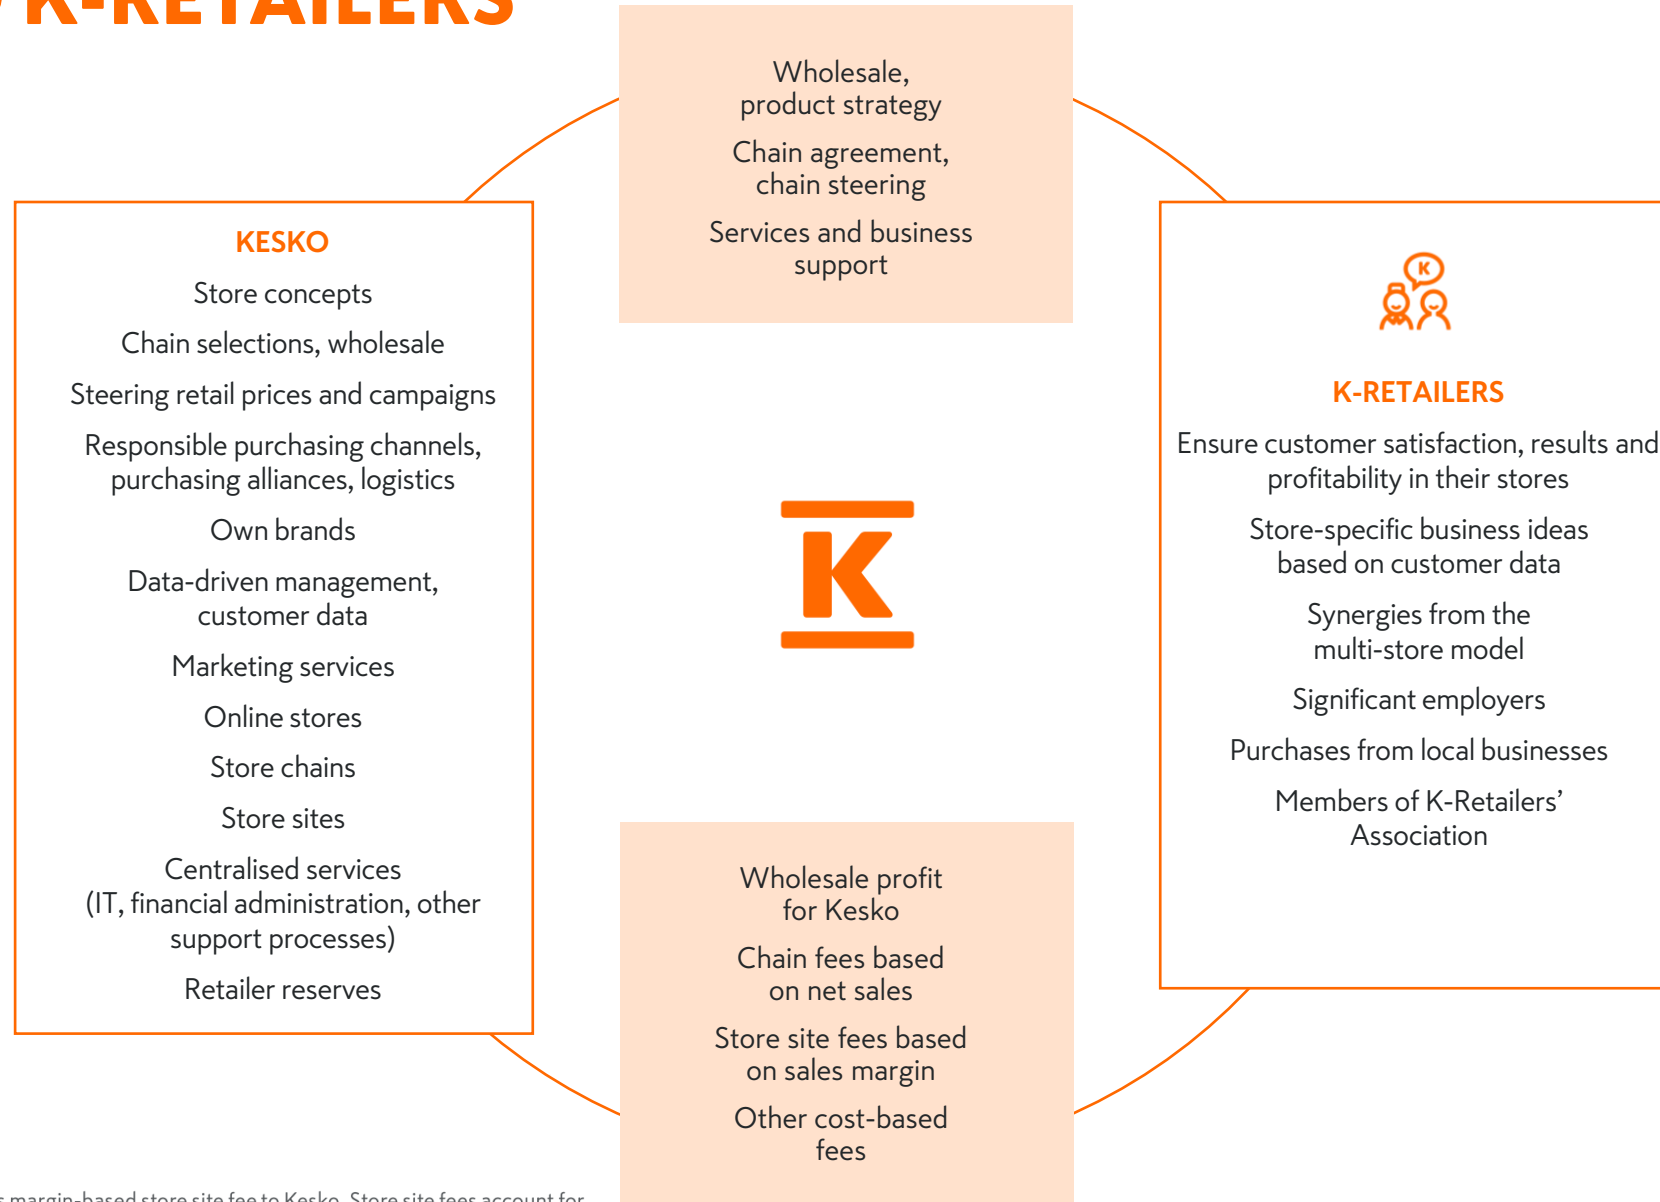 K-RETAILERS
Wholesale,
product strategy
Chain agreement,
chain steering
Services and business
support
KESKO
Store concepts
Chain selections, wholesale
Steering retail prices and campaigns
Responsible purchasing channels,
purchasing alliances, logistics
Own brands
Data-driven management,
customer data
Marketing services
Online stores
Store chains
Store sites
Centralised services
(IT, financial administration, other
support processes)
Retailer reserves
K
K
K-RETAILERS
Ensure customer satisfaction, results and
profitability in their stores
Store-specific business ideas
based on customer data
Synergies from the
multi-store model
Significant employers
Purchases from local businesses
Members of K-Retailers’
Association
Wholesale profit
for Kesko
Chain fees based
on net sales
Store site fees based
on sales margin
Other cost-based
fees
margin-based store site fee to Kesko. Store site fees account for